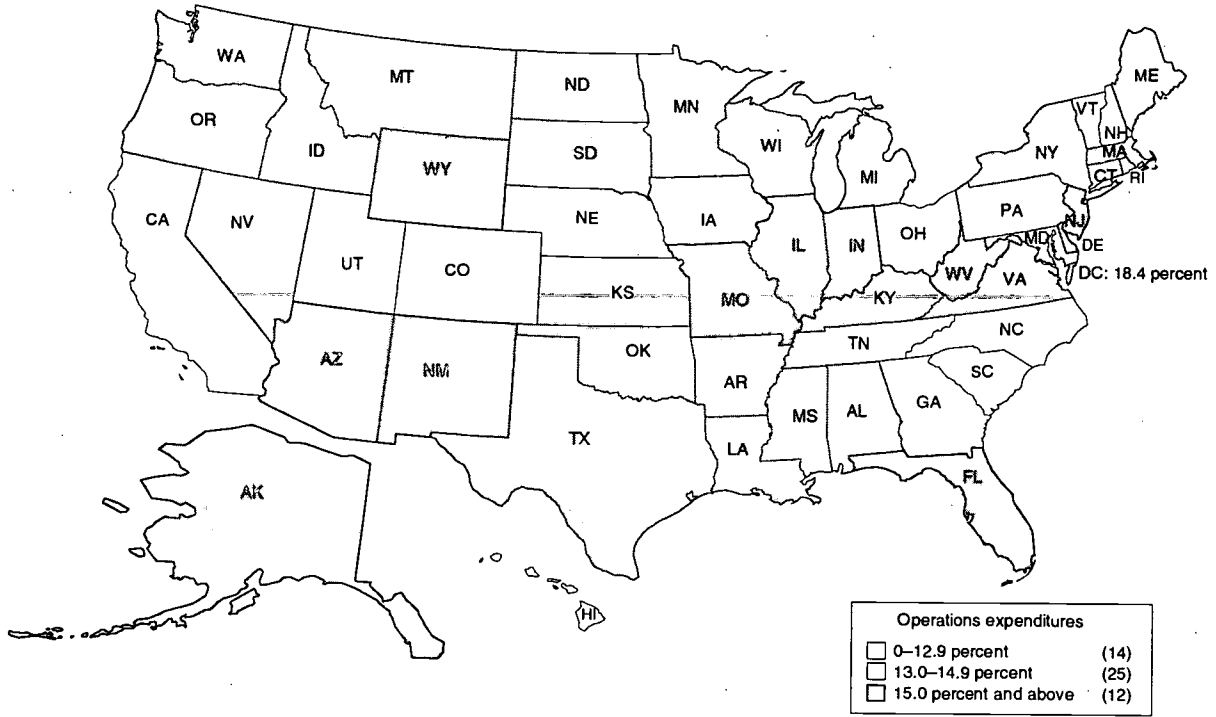 WA
MT
ND
MN
ME
OR
ID
WY
SD
WI
MI
NY
VT
NH
MA
CT
RI
CA
NV
UT
CO
NE
IA
IL
IN
OH
PA
NJ
MD
DE
DC: 18.4 percent
KS
MO
KY
WV
VA
AZ
NM
OK
AR
TN
NC
SC
TX
LA
MS
AL
GA
FL
AK
HI
Operations expenditures
0–12.9 percent (14)
13.0–14.9 percent (25)
15.0 percent and above (12)